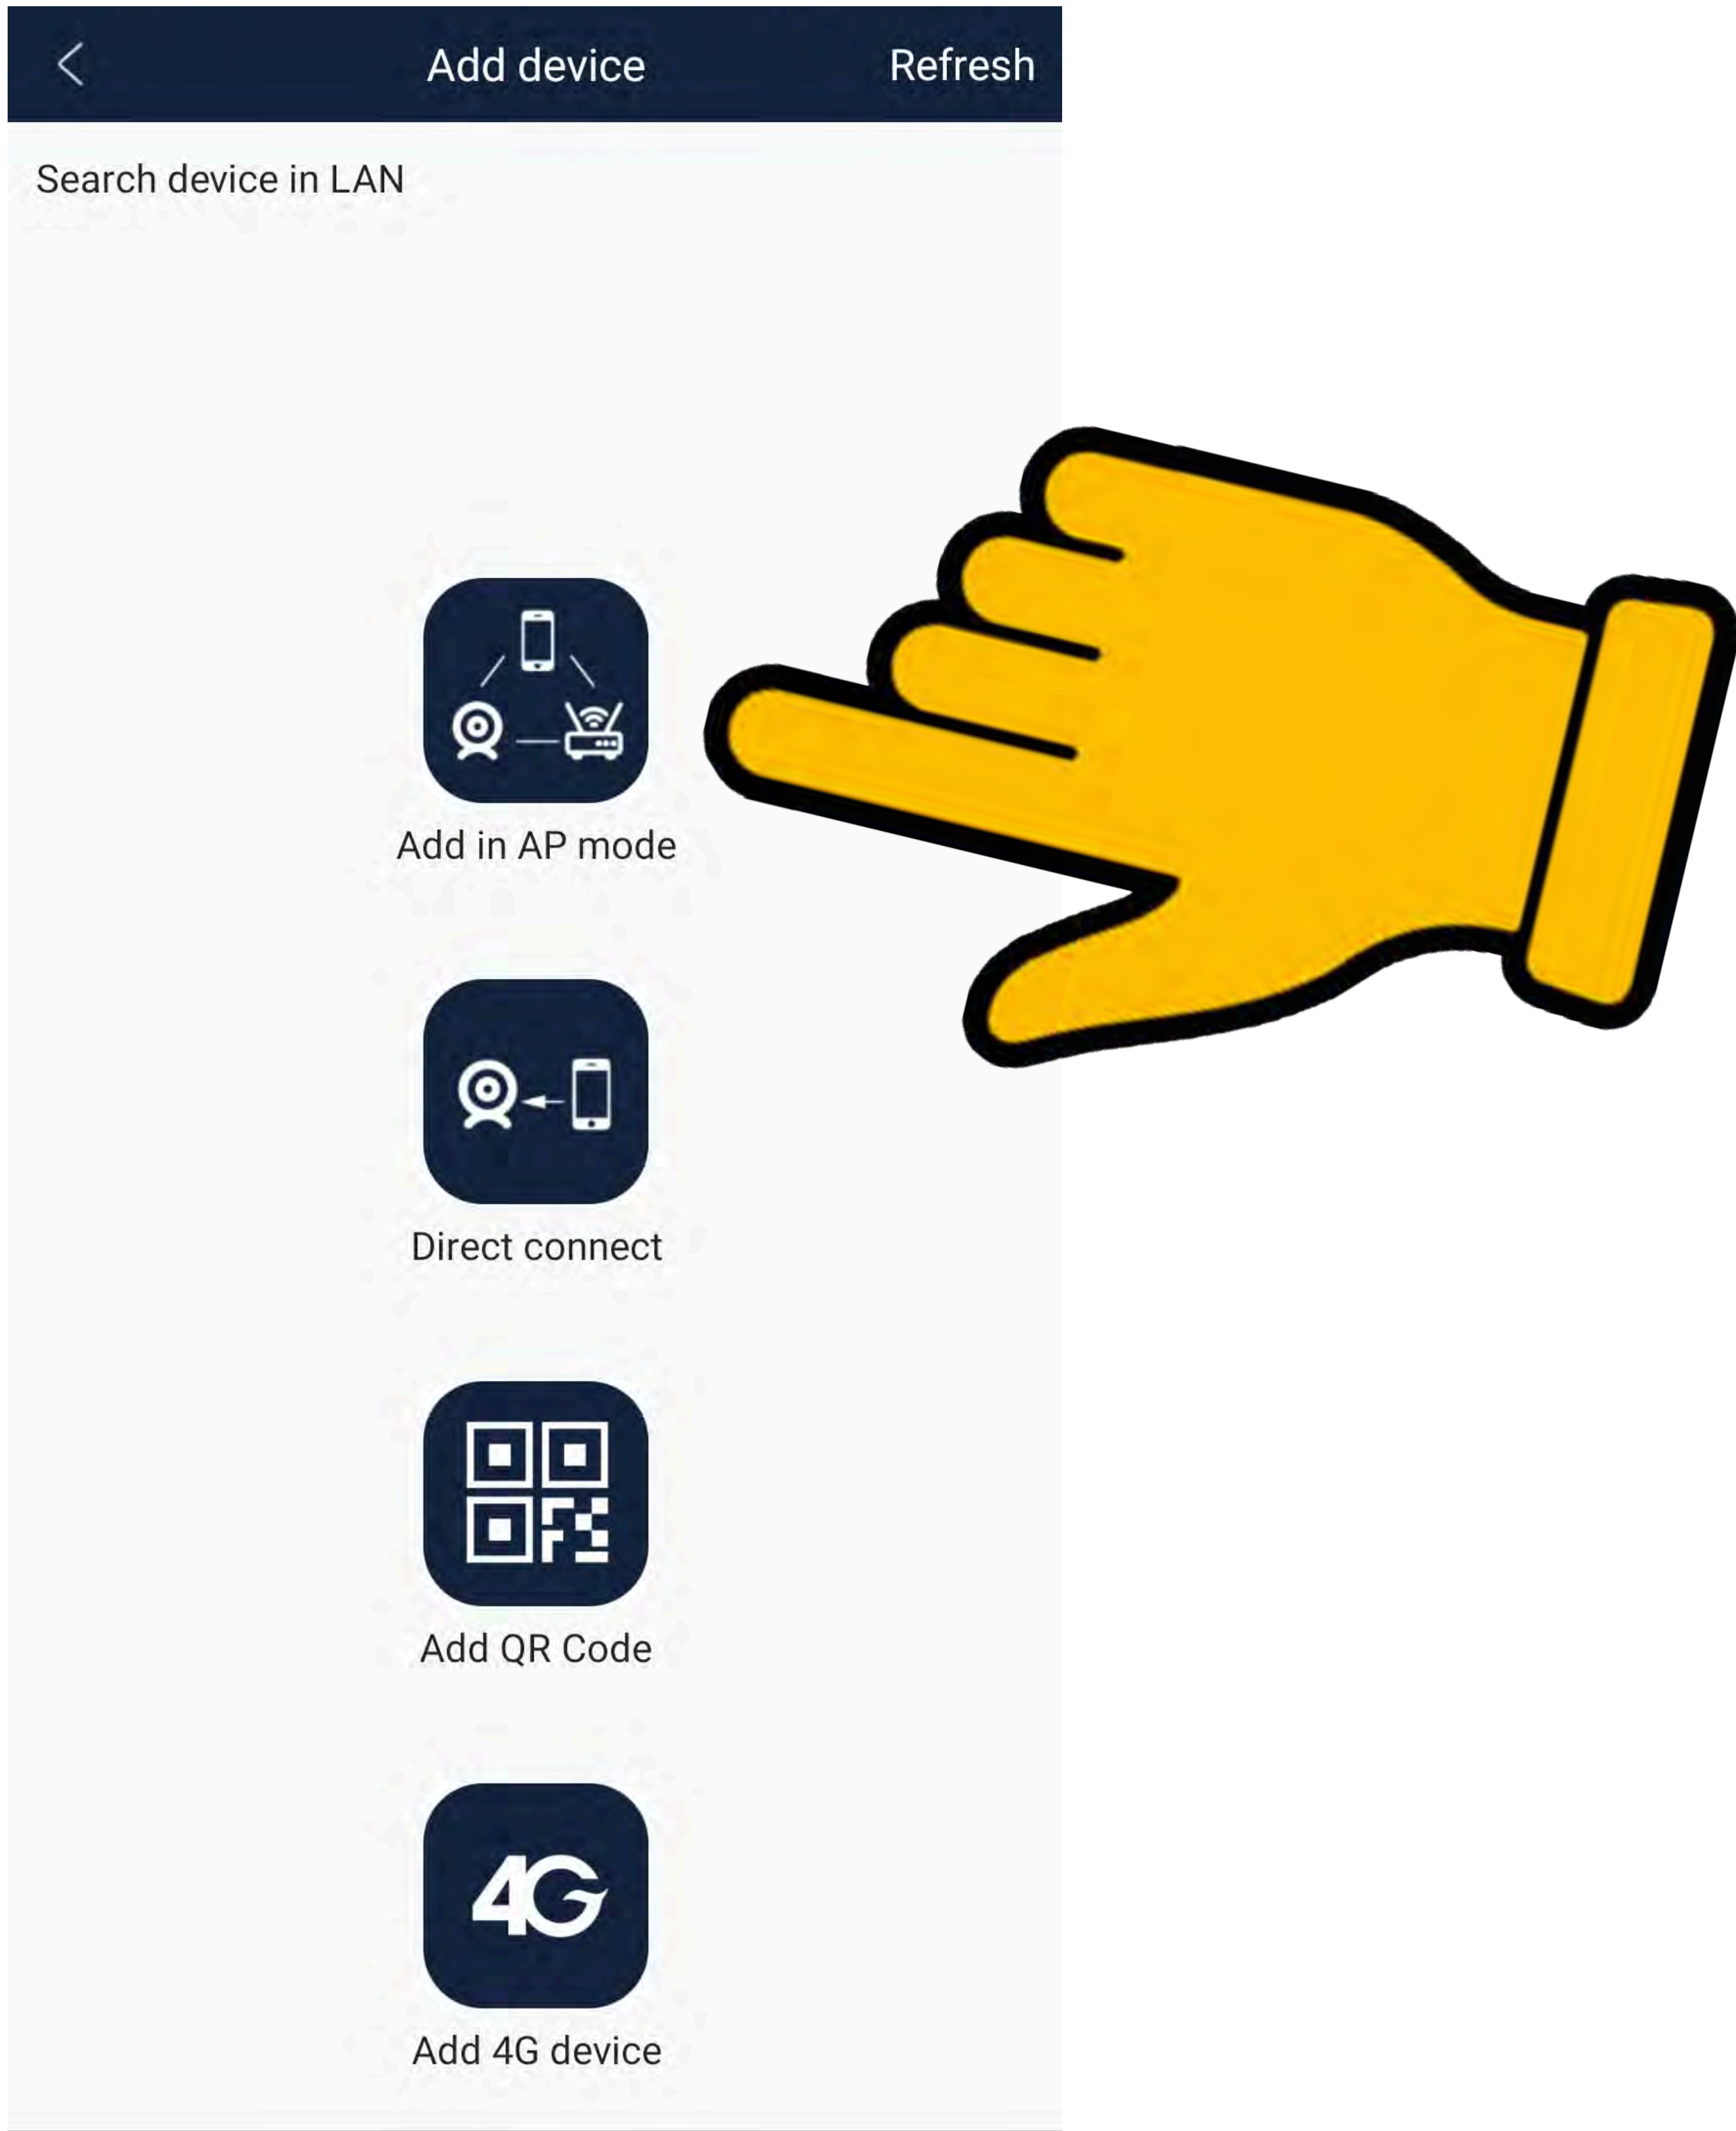 Add device
Refresh
Search device in LAN
Add in AP mode
Direct connect
Add QR Code
4G
Add 4G device